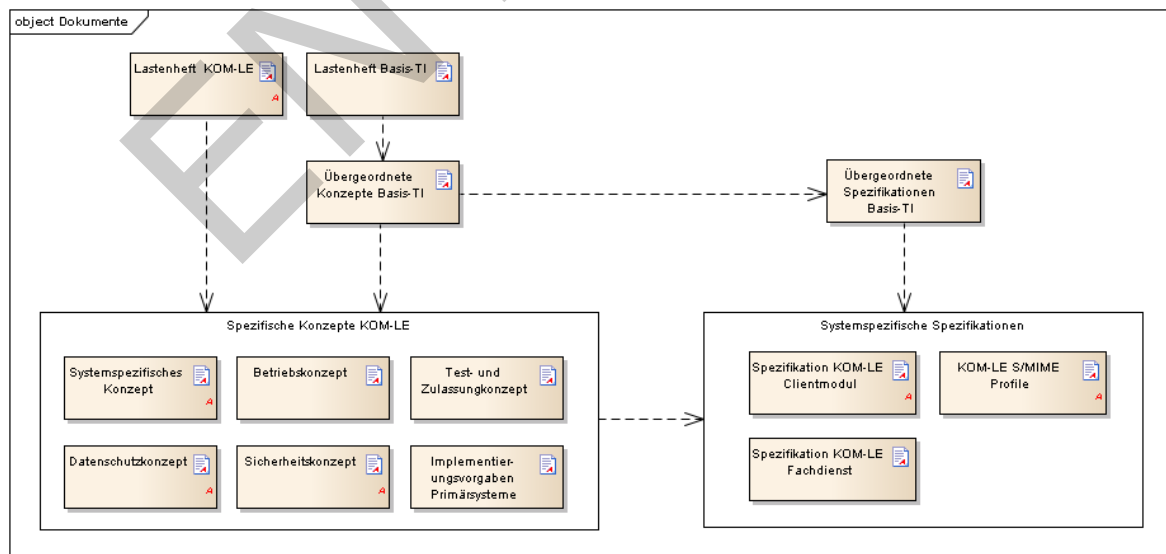 object Dokumente
Lastenheft KOM-LE
A
Lastenheft Basis-TI
Übergeordnete
Konzepte Basis-TI
Übergeordnete
Spezifikationen
Basis-TI
Spezifische Konzepte KOM-LE
Systemspezifisches
Konzept
A
Betriebskonzept
Test- und
Zulassungkonzept
Datenschutzkonzept
A
Sicherheitskonzept
A
Implementier-
ungsvorgaben
Primärsysteme
Systemspezifische Spezifikationen
Spezifikation KOM-LE
Clientmodul
A
KOM-LE S/MIME
Profile
A
Spezifikation KOM-LE
Fachdienst